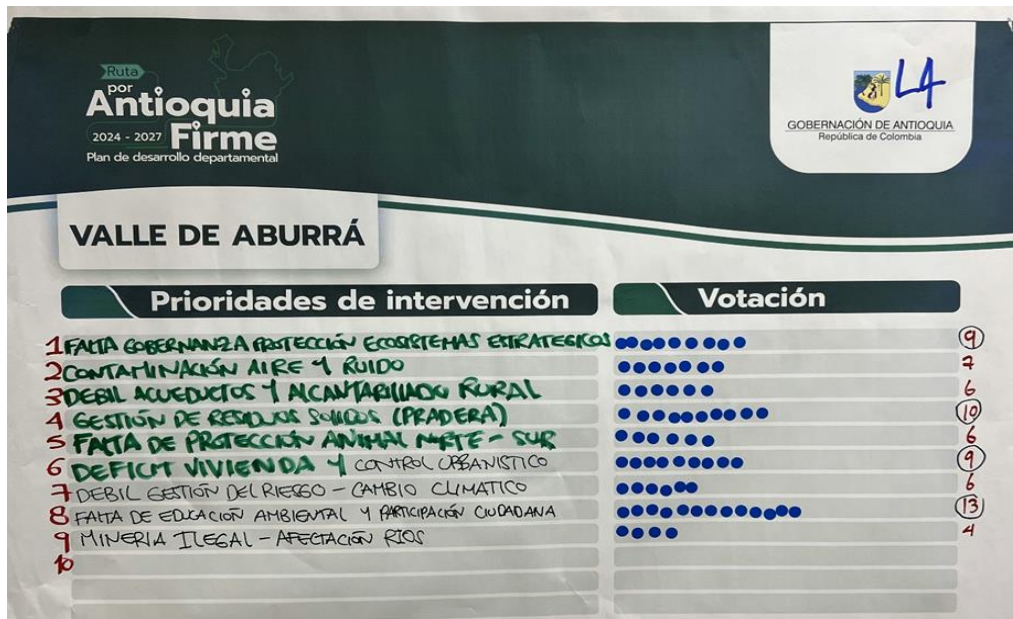 Ruta
por
Antioquia
2024 - 2027 Firme
Plan de desarrollo departamental
L4
GOBERNACIÓN DE ANTIOQUIA
República de Colombia
VALLE DE ABURRÁ
Prioridades de intervención Votación
1 FALTA GOBERNANZA PROTECCIÓN ECOSISTEMAS ESTRATEGICOS 9
2 CONTAMINACIÓN AIRE Y RUIDO 7
3 DEBIL ACUEDUCTOS Y ALCANTARILLADO RURAL 6
4 GESTIÓN DE RESIDUOS SOLIDOS (PRADERA) 10
5 FALTA DE PROTECCIÓN ANIMAL NORTE - SUR 6
6 DEFICIT VIVIENDA Y CONTROL URBANISTICO 9
7 DEBIL GESTIÓN DEL RIESGO - CAMBIO CLIMATICO 6
8 FALTA DE EDUCACIÓN AMBIENTAL Y PARTICIPACIÓN CIUDADANA 13
9 MINERIA ILEGAL - AFECTACIÓN RIOS 4
10